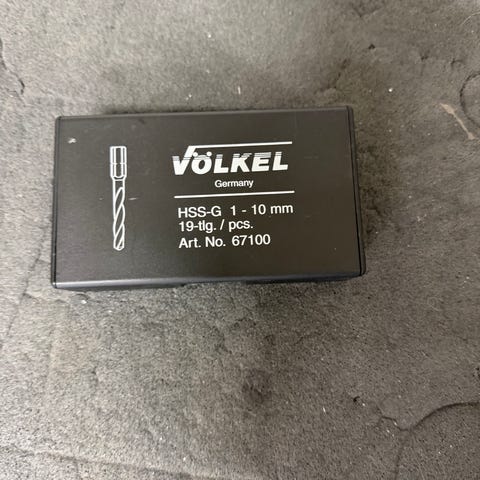 VÖLKEL
Germany
HSS-G 1 - 10 mm
19-tlg. / pcs.
Art. No. 67100